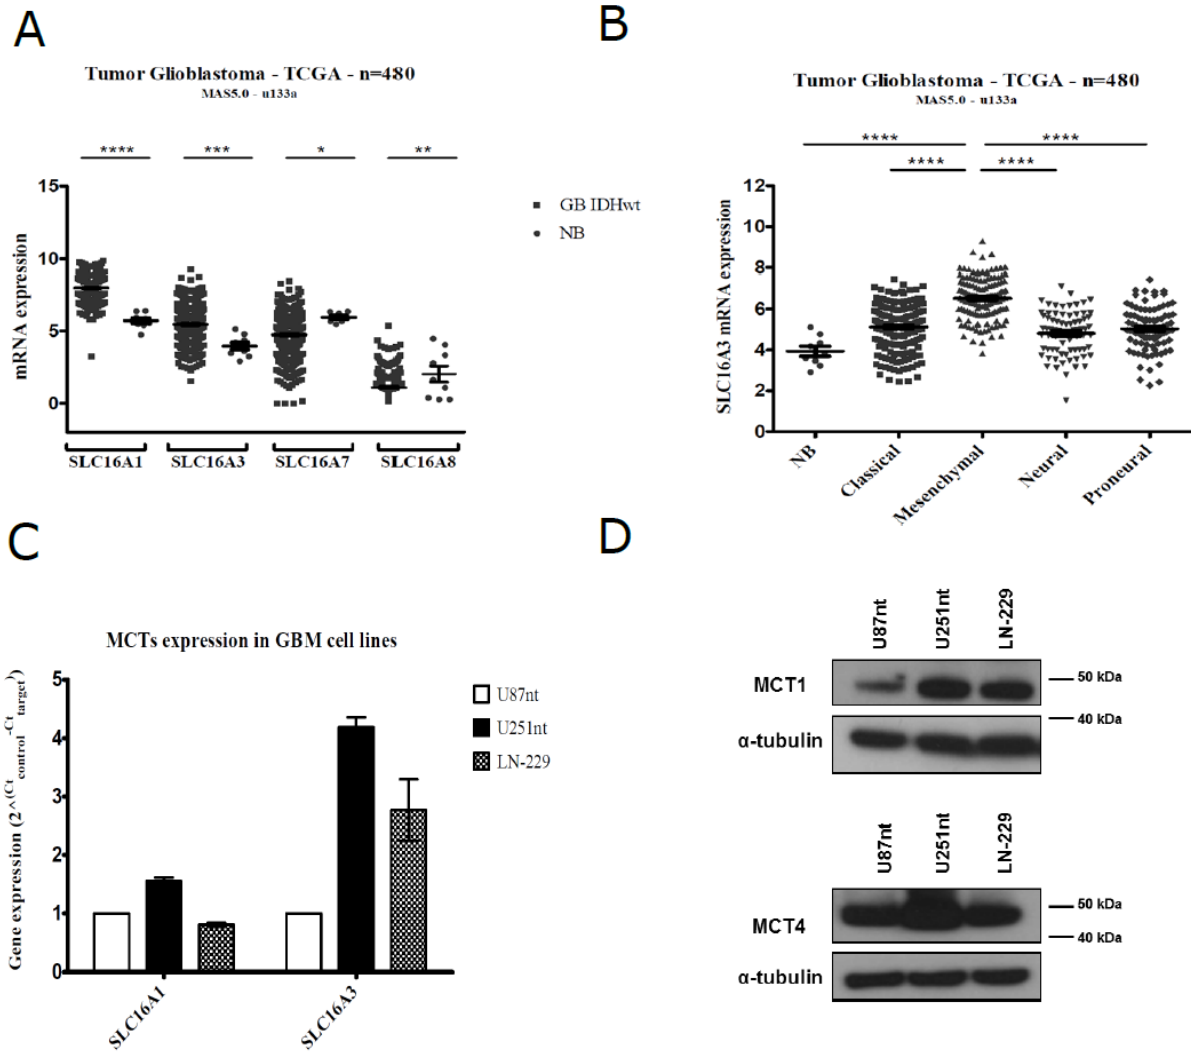 A
Tumor Glioblastoma - TCGA - n=480
MAS5.0 - u133a
**** *** * **
mRNA expression
15
10
5
0
SLC16A1 SLC16A3 SLC16A7 SLC16A8
GB IDHwt
NB
B
Tumor Glioblastoma - TCGA - n=480
MAS5.0 - u133a
**** ****
**** ****
SLC16A3 mRNA expression
12
10
8
6
4
2
0
NB Classical Mesenchymal Neural Proneural
C
MCTs expression in GBM cell lines
Gene expression (2^(Ct control -Ct target))
5
4
3
2
1
0
SLC16A1 SLC16A3
U87nt
U251nt
LN-229
D
U87nt U251nt LN-229
MCT1
50 kDa
40 kDa
α-tubulin
U87nt U251nt LN-229
MCT4
50 kDa
40 kDa
α-tubulin